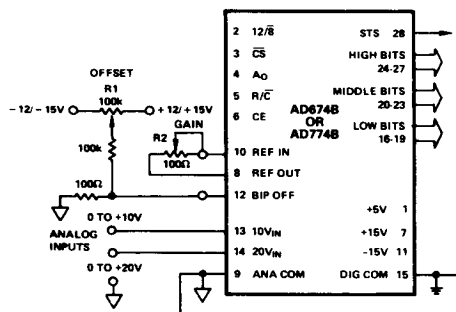 2 12/8̅
STS 28
3 C̅S̅
HIGH BITS
24-27
OFFSET
4 A₀
R1
100k
MIDDLE BITS
20-23
-12/-15V
+12/+15V
5 R/C̅
AD674B
OR
AD774B
6 CE
LOW BITS
16-19
GAIN
R2
100k
100Ω
10 REF IN
8 REF OUT
100Ω
12 BIP OFF
+5V 1
0 TO +10V
ANALOG
INPUTS
13 10VIN
+15V 7
14 20VIN
-15V 11
0 TO +20V
9 ANA COM
DIG COM 15